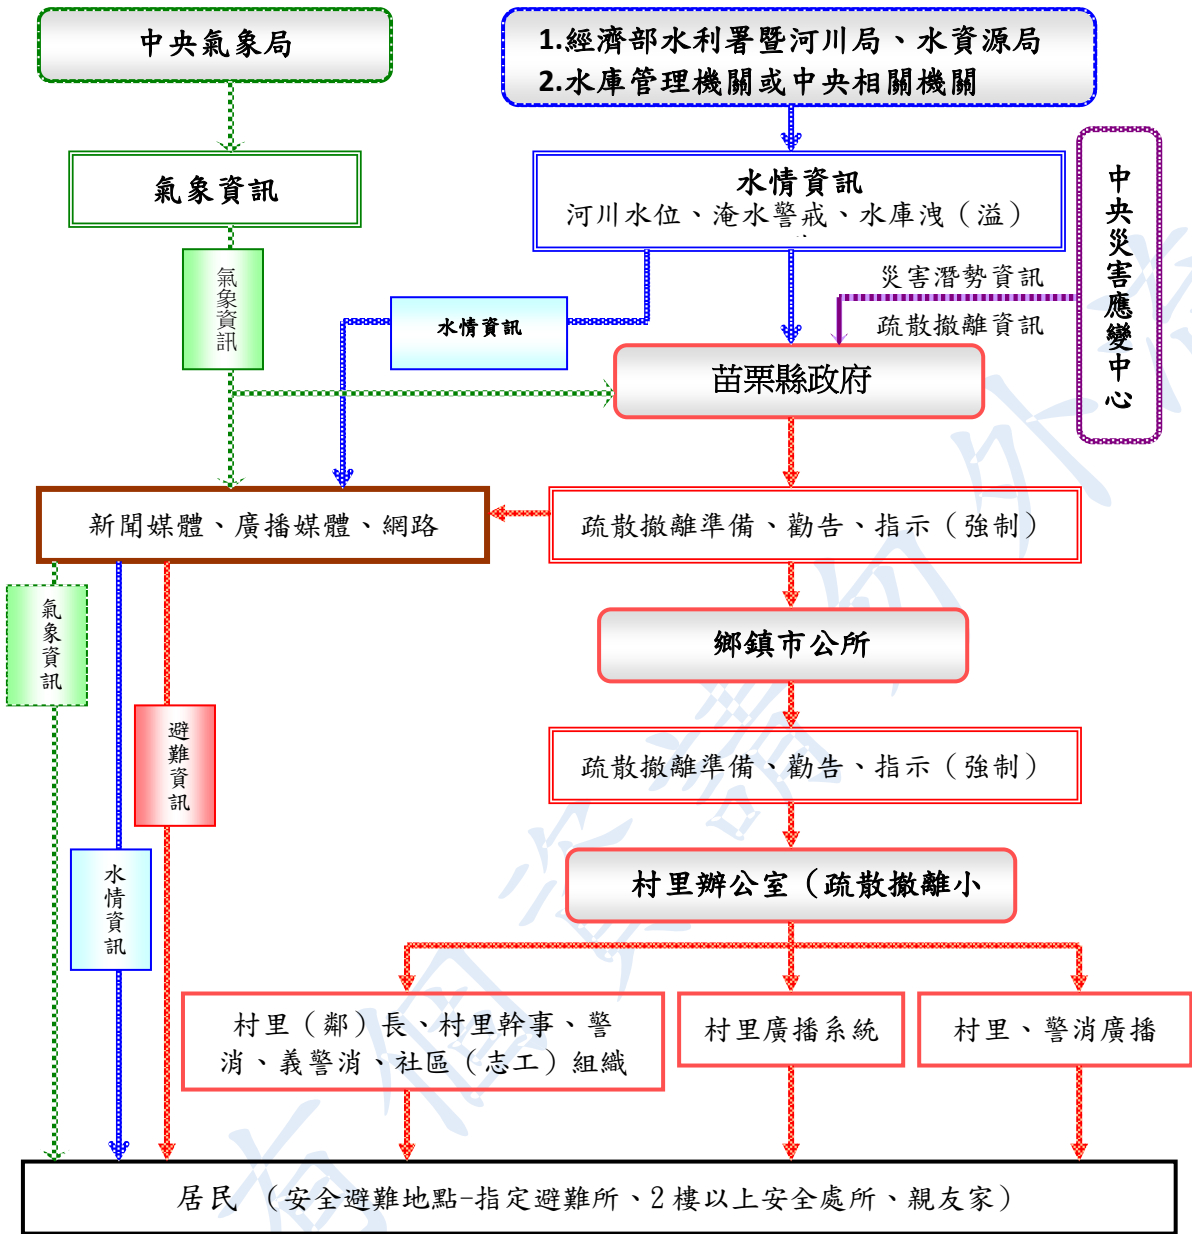 中央氣象局
1.經濟部水利署暨河川局、水資源局
2.水庫管理機關或中央相關機關
氣象資訊
水情資訊
河川水位、淹水警戒、水庫洩（溢）
中央災害應變中心
氣象資訊
水情資訊
災害潛勢資訊
疏散撤離資訊
苗栗縣政府
新聞媒體、廣播媒體、網路
疏散撤離準備、勸告、指示（強制）
氣象資訊
鄉鎮市公所
避難資訊
疏散撤離準備、勸告、指示（強制）
水情資訊
村里辦公室（疏散撤離小
村里（鄰）長、村里幹事、警
消、義警消、社區（志工）組織
村里廣播系統
村里、警消廣播
居民 （安全避難地點-指定避難所、2 樓以上安全處所、親友家）